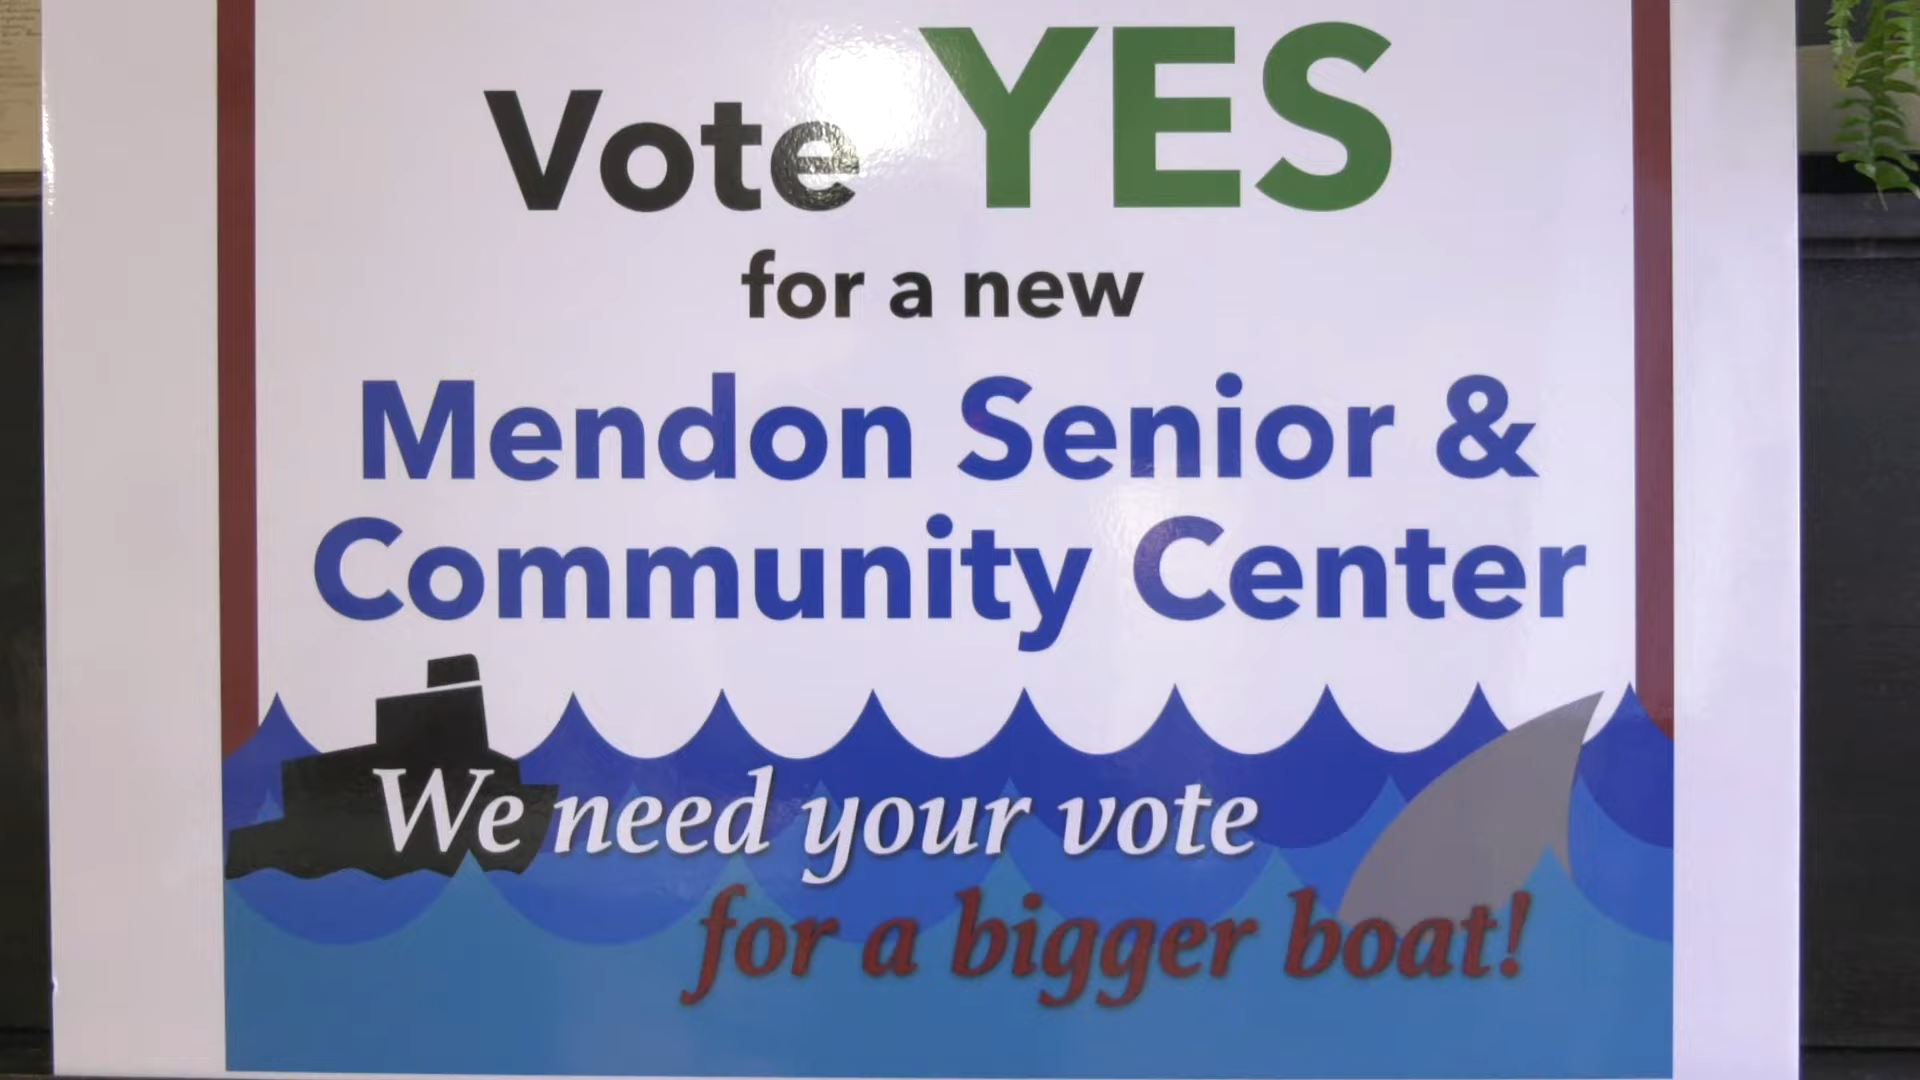 Vote YES
for a new
Mendon Senior &
Community Center
We need your vote
for a bigger boat!